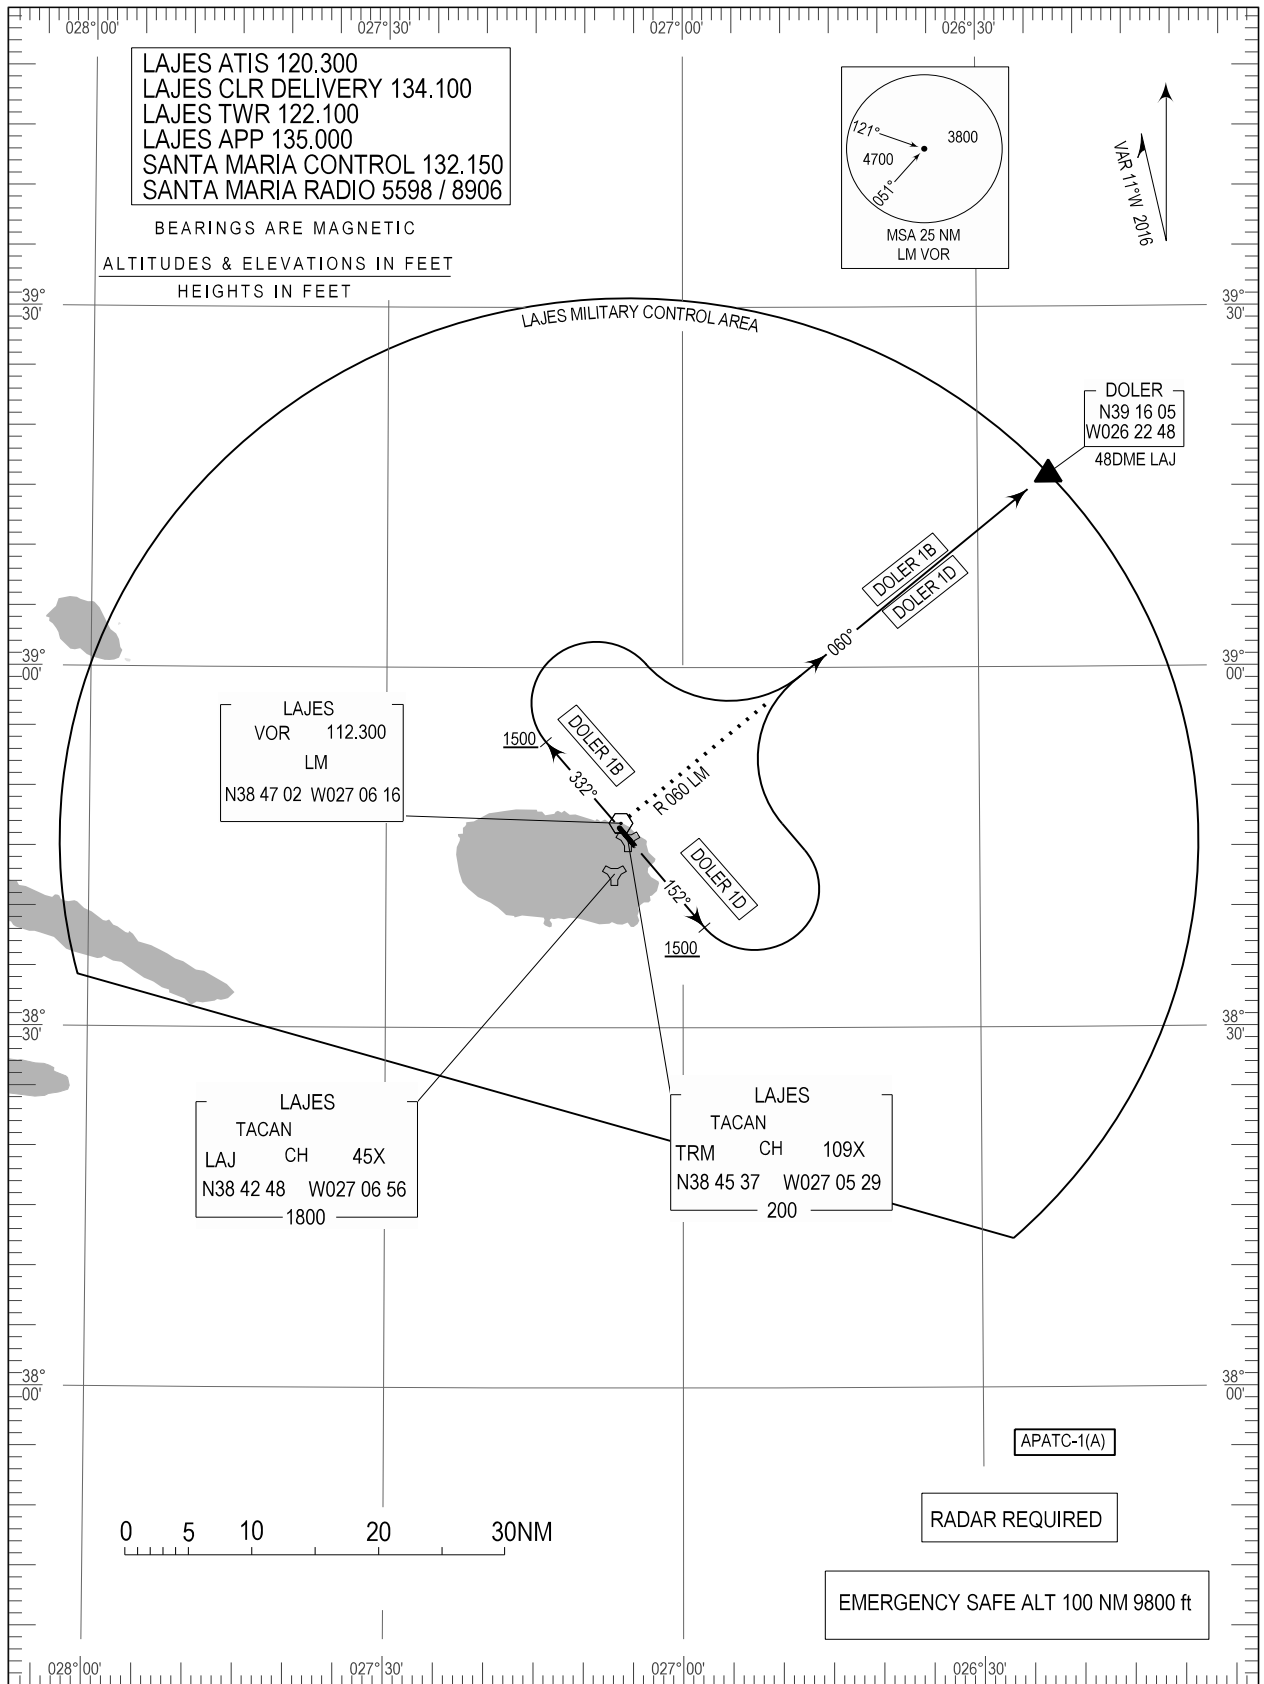 028° 00'
027° 30'
027° 00'
026° 30'
LAJES ATIS 120.300
LAJES CLR DELIVERY 134.100
LAJES TWR 122.100
LAJES APP 135.000
SANTA MARIA CONTROL 132.150
SANTA MARIA RADIO 5598 / 8906
BEARINGS ARE MAGNETIC
ALTITUDES & ELEVATIONS IN FEET
HEIGHTS IN FEET
121°
3800
4700
051°
MSA 25 NM
LM VOR
VAR 11°W 2016
39°
30'
39°
30'
LAJES MILITARY CONTROL AREA
DOLER
N39 16 05
W026 22 48
48DME LAJ
DOLER 1B
DOLER 1D
060°
39°
00'
39°
00'
LAJES
VOR 112.300
LM
N38 47 02 W027 06 16
1500
DOLER 1B
332°
R 060 LM
DOLER 1D
152°
1500
38°
30'
38°
30'
LAJES
TACAN
LAJ CH 45X
N38 42 48 W027 06 56
1800
LAJES
TACAN
TRM CH 109X
N38 45 37 W027 05 29
200
38°
00'
38°
00'
APATC-1(A)
RADAR REQUIRED
0 5 10 20 30NM
EMERGENCY SAFE ALT 100 NM 9800 ft
028° 00'
027° 30'
027° 00'
026° 30'